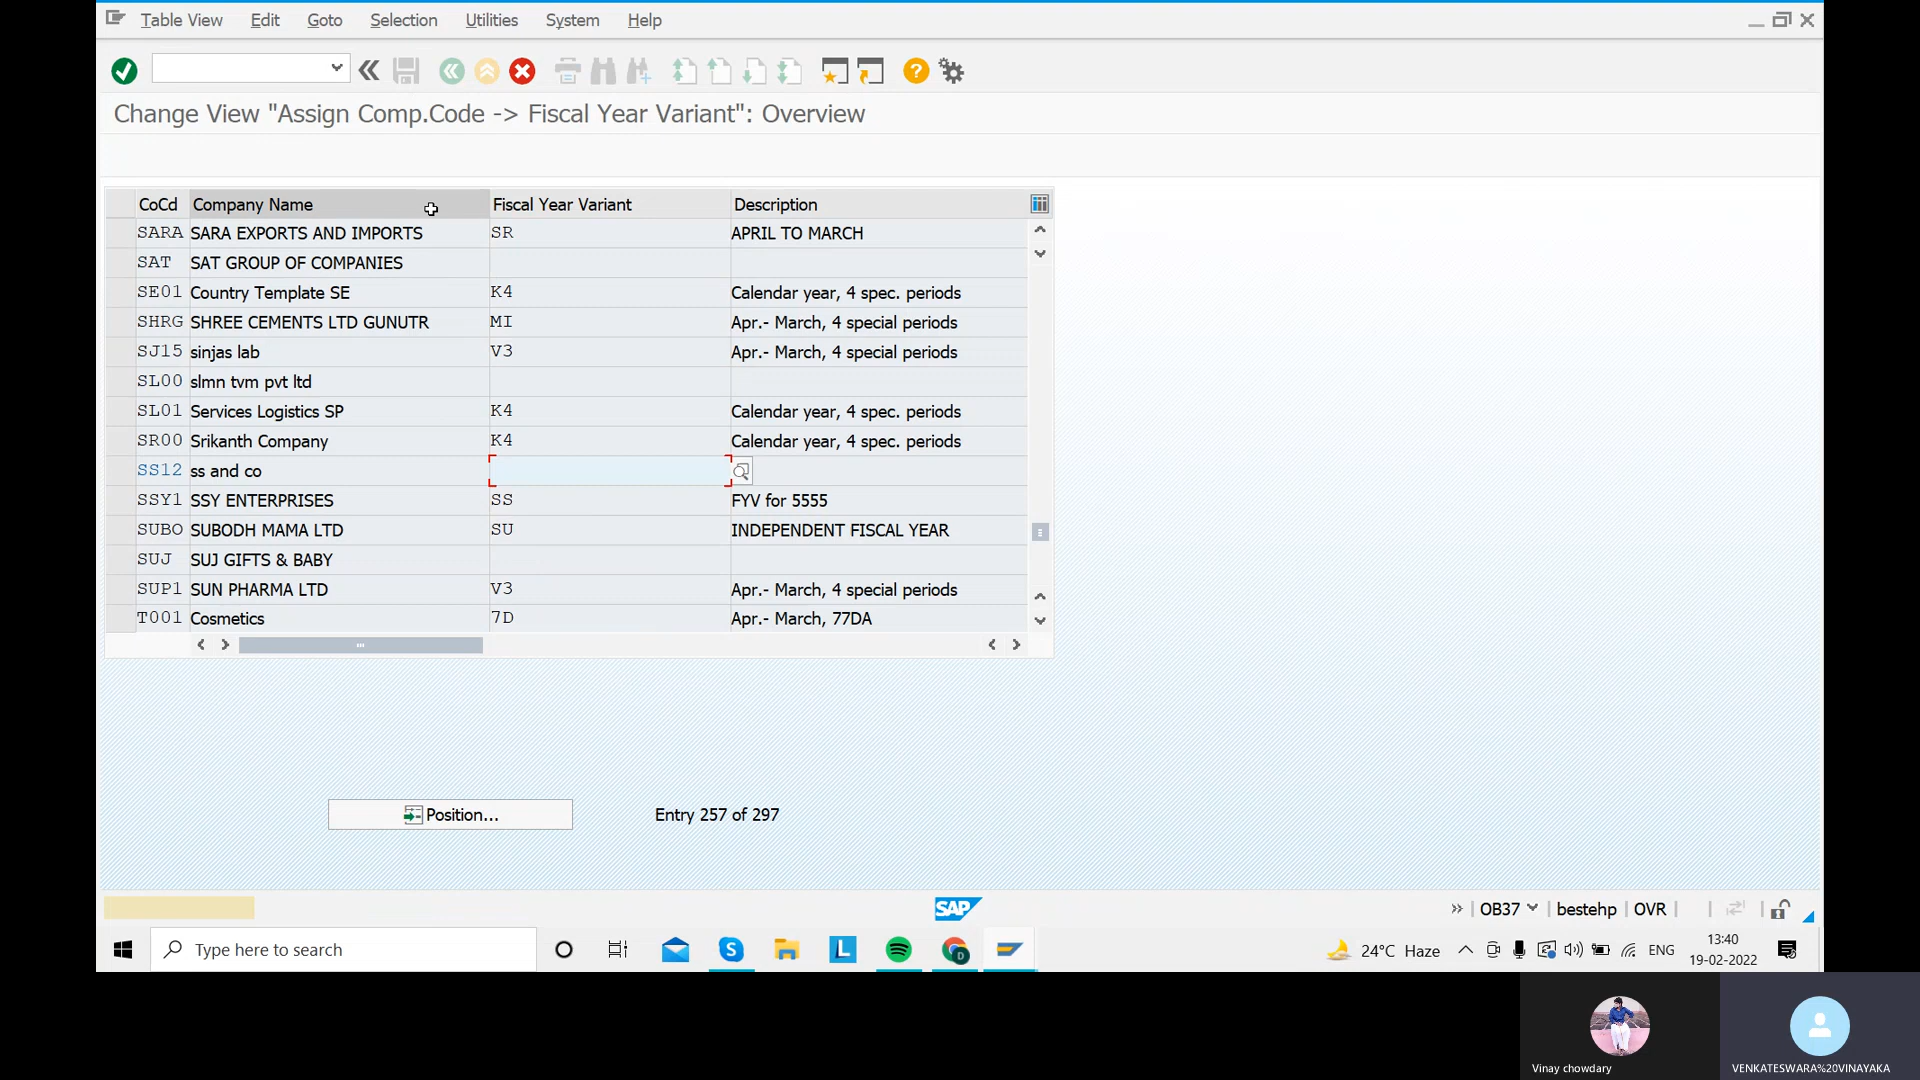 Table View Edit Goto Selection Utilities System Help
Change View "Assign Comp.Code -> Fiscal Year Variant": Overview
CoCd Company Name Fiscal Year Variant Description
SARA SARA EXPORTS AND IMPORTS SR APRIL TO MARCH
SAT SAT GROUP OF COMPANIES
SE01 Country Template SE K4 Calendar year, 4 spec. periods
SHRG SHREE CEMENTS LTD GUNUTR MI Apr.- March, 4 special periods
SJ15 sinjas lab V3 Apr.- March, 4 special periods
SL00 slmn tvm pvt ltd
SL01 Services Logistics SP K4 Calendar year, 4 spec. periods
SR00 Srikanth Company K4 Calendar year, 4 spec. periods
SS12 ss and co
SSY1 SSY ENTERPRISES SS FYV for 5555
SUBO SUBODH MAMA LTD SU INDEPENDENT FISCAL YEAR
SUJ SUJ GIFTS & BABY
SUP1 SUN PHARMA LTD V3 Apr.- March, 4 special periods
T001 Cosmetics 7D Apr.- March, 77DA
Position... Entry 257 of 297
SAP OB37 bestehp OVR
Type here to search L D 24°C Haze ENG 13:40
19-02-2022
Vinay chowdary VENKATESWARA%20VINAYAKA